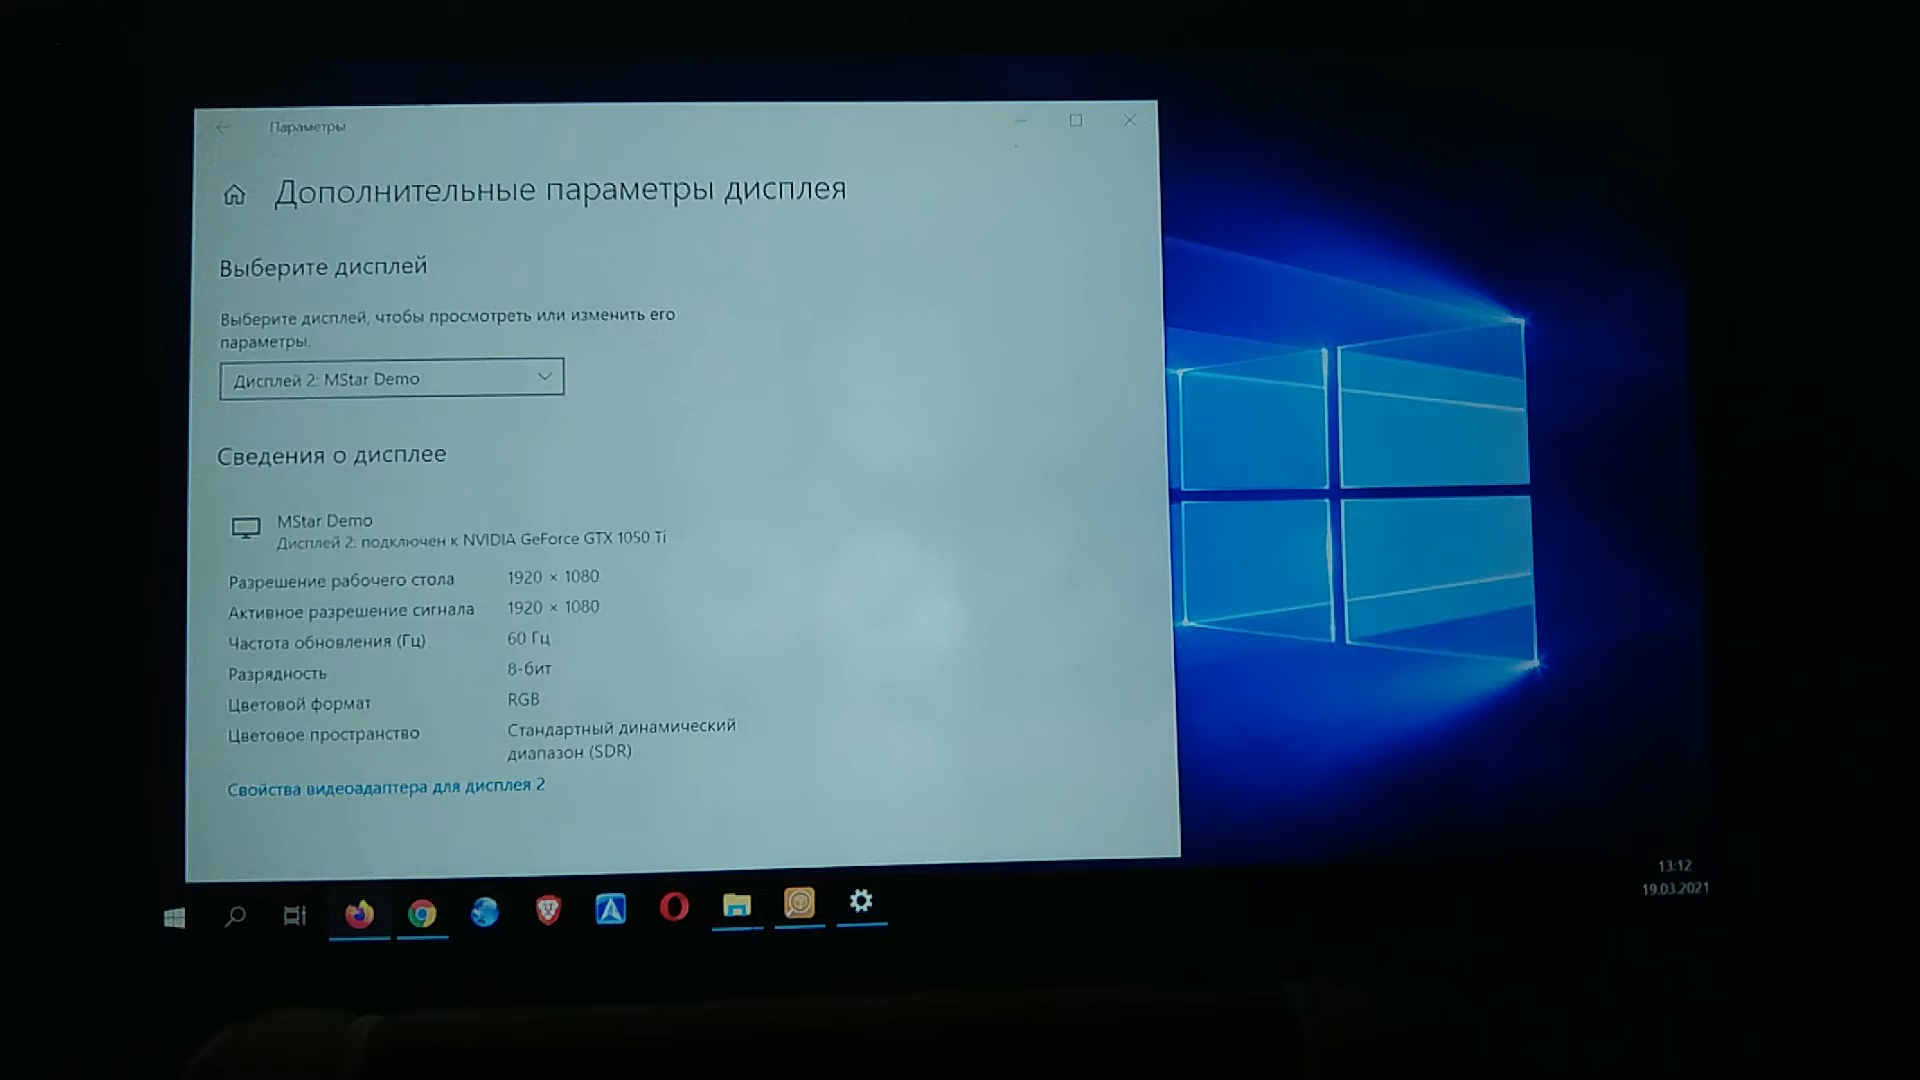 Параметры
Дополнительные параметры дисплея
Выберите дисплей
Выберите дисплей, чтобы просмотреть или изменить его
параметры.
Дисплей 2: MStar Demo
Сведения о дисплее
MStar Demo
Дисплей 2: подключен к NVIDIA GeForce GTX 1050 Ti
Разрешение рабочего стола 1920 × 1080
Активное разрешение сигнала 1920 × 1080
Частота обновления (Гц) 60 Гц
Разрядность 8-бит
Цветовой формат RGB
Цветовое пространство Стандартный динамический
диапазон (SDR)
Свойства видеоадаптера для дисплея 2
13:12
19.03.2021